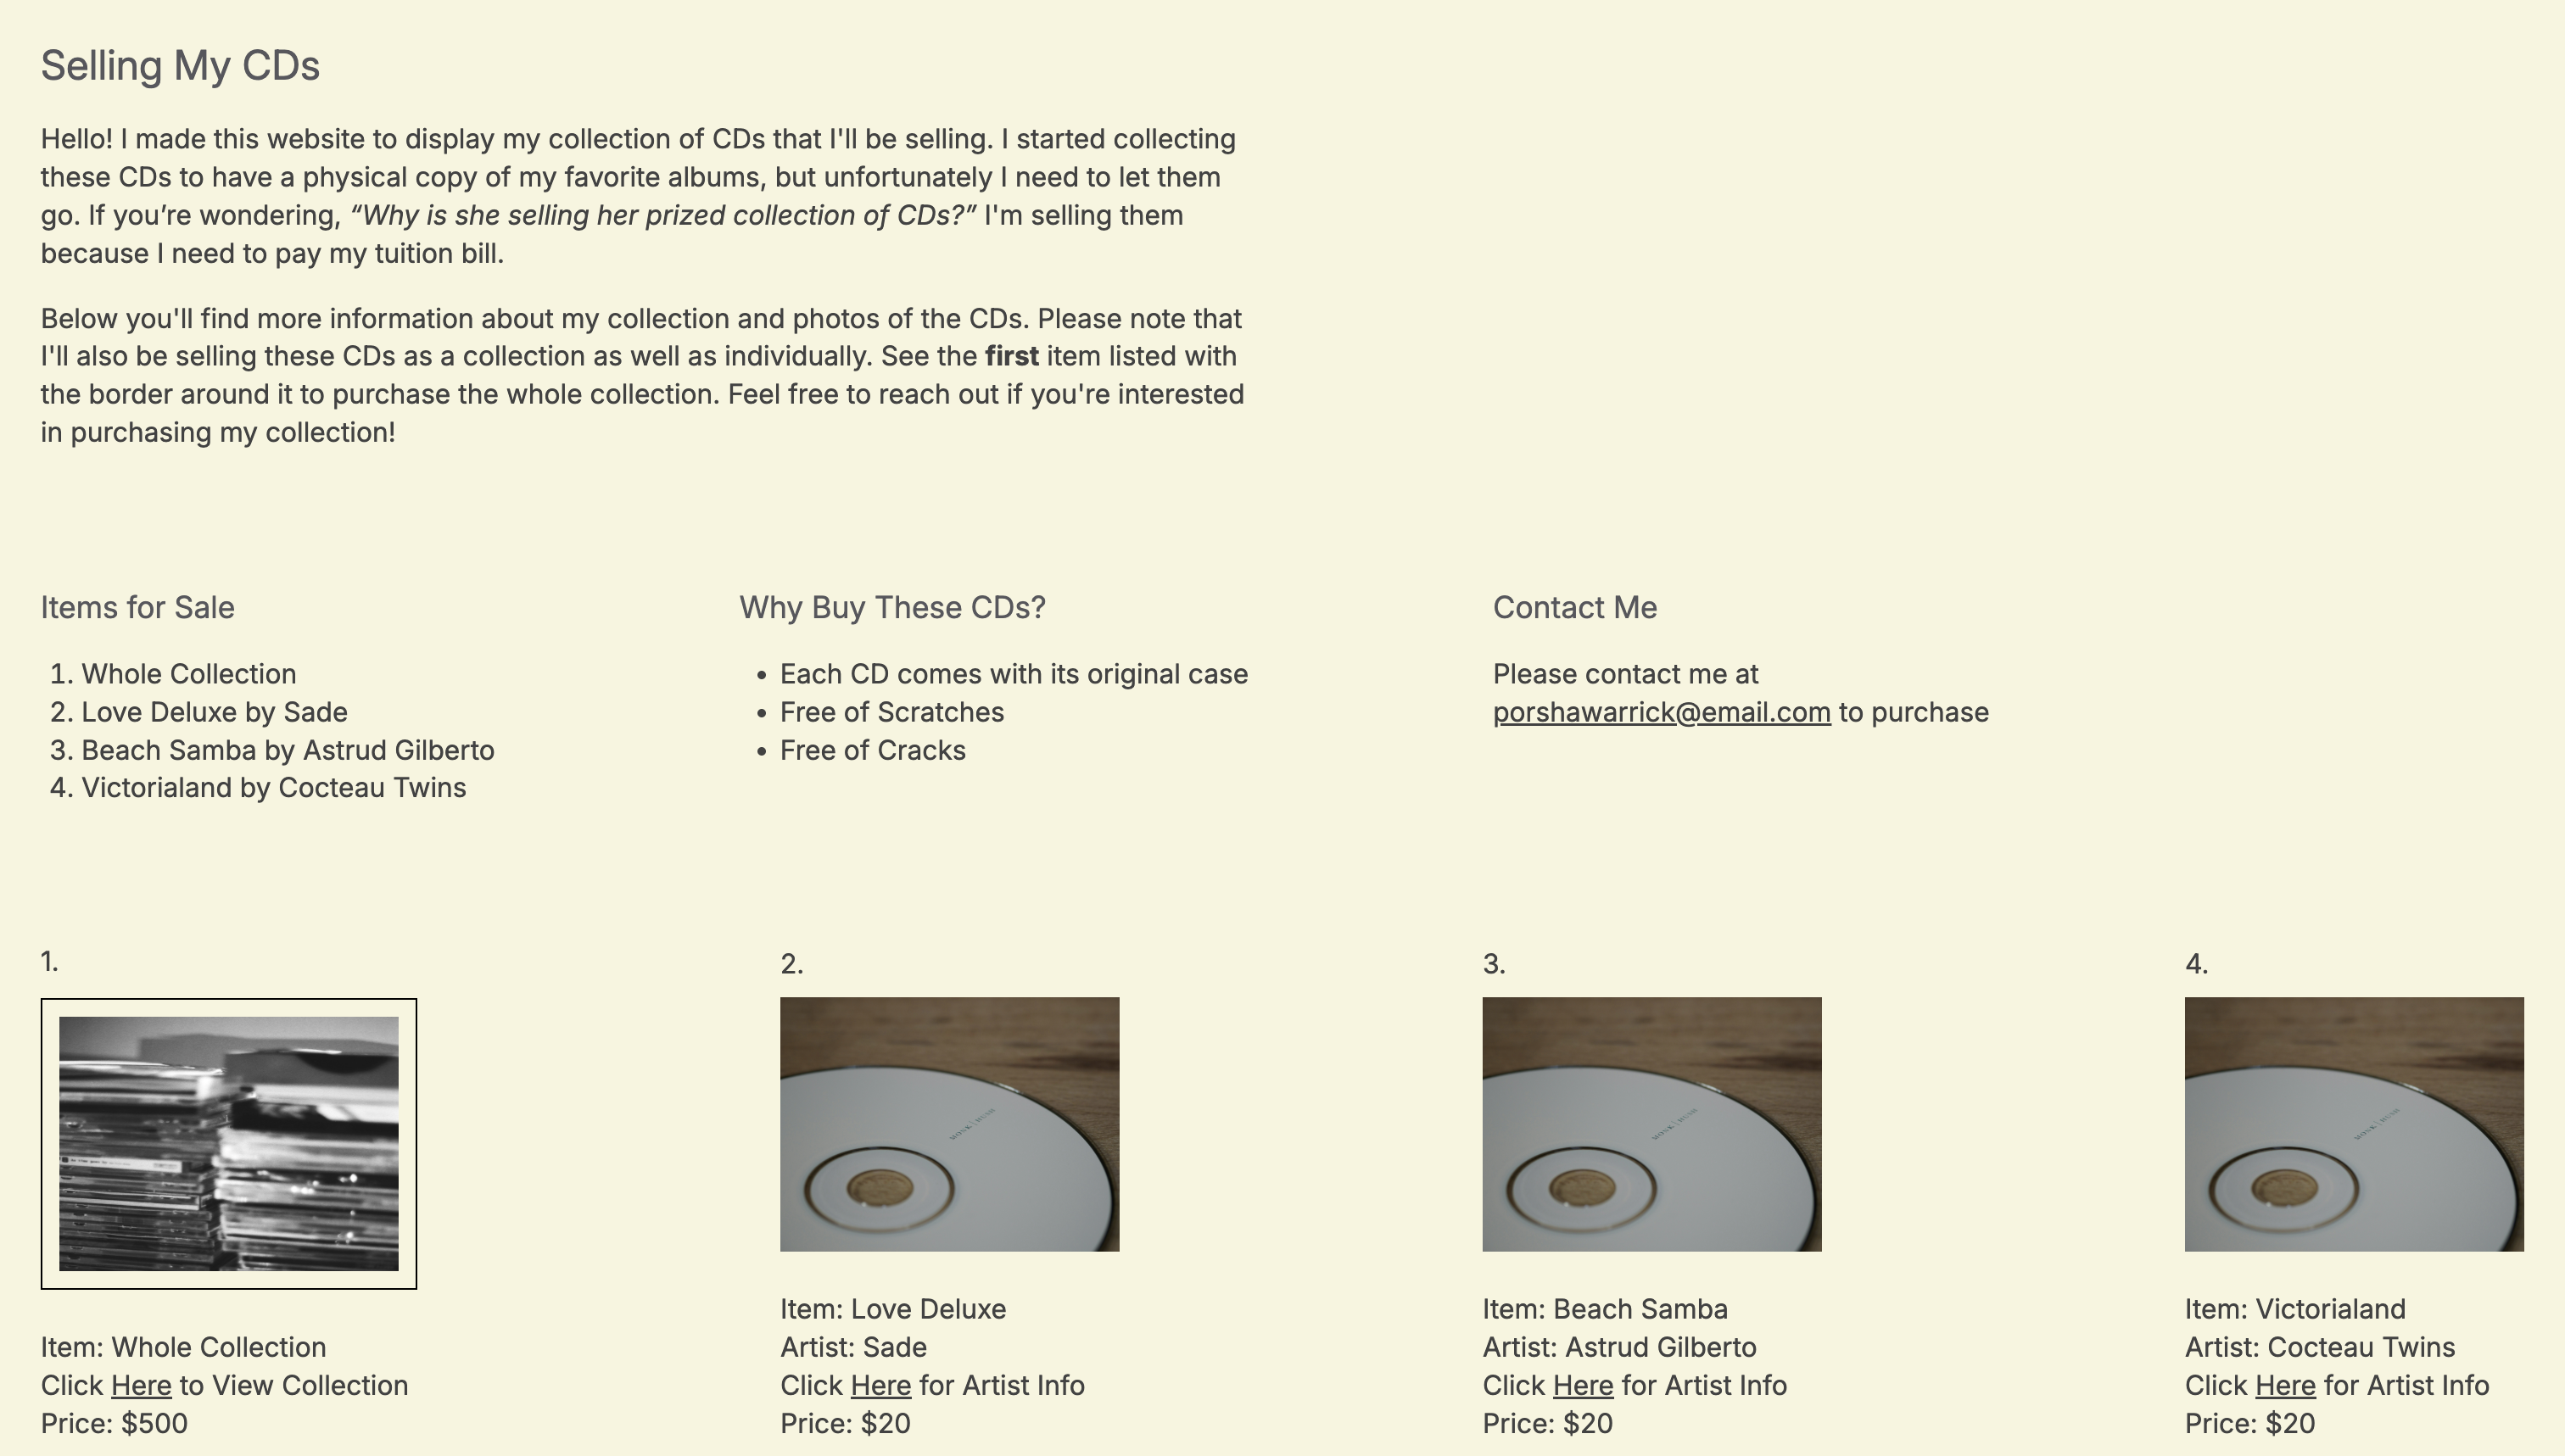 Selling My CDs
Hello! I made this website to display my collection of CDs that I'll be selling. I started collecting
these CDs to have a physical copy of my favorite albums, but unfortunately I need to let them
go. If you’re wondering, “Why is she selling her prized collection of CDs?” I'm selling them
because I need to pay my tuition bill.
Below you'll find more information about my collection and photos of the CDs. Please note that
I'll also be selling these CDs as a collection as well as individually. See the first item listed with
the border around it to purchase the whole collection. Feel free to reach out if you're interested
in purchasing my collection!
Items for Sale
1. Whole Collection
2. Love Deluxe by Sade
3. Beach Samba by Astrud Gilberto
4. Victorialand by Cocteau Twins
Why Buy These CDs?
• Each CD comes with its original case
• Free of Scratches
• Free of Cracks
Contact Me
Please contact me at
porshawarrick@email.com to purchase
1.
Item: Whole Collection
Click Here to View Collection
Price: $500
2.
MONK | HUSH
Item: Love Deluxe
Artist: Sade
Click Here for Artist Info
Price: $20
3.
MONK | HUSH
Item: Beach Samba
Artist: Astrud Gilberto
Click Here for Artist Info
Price: $20
4.
MONK | HUSH
Item: Victorialand
Artist: Cocteau Twins
Click Here for Artist Info
Price: $20